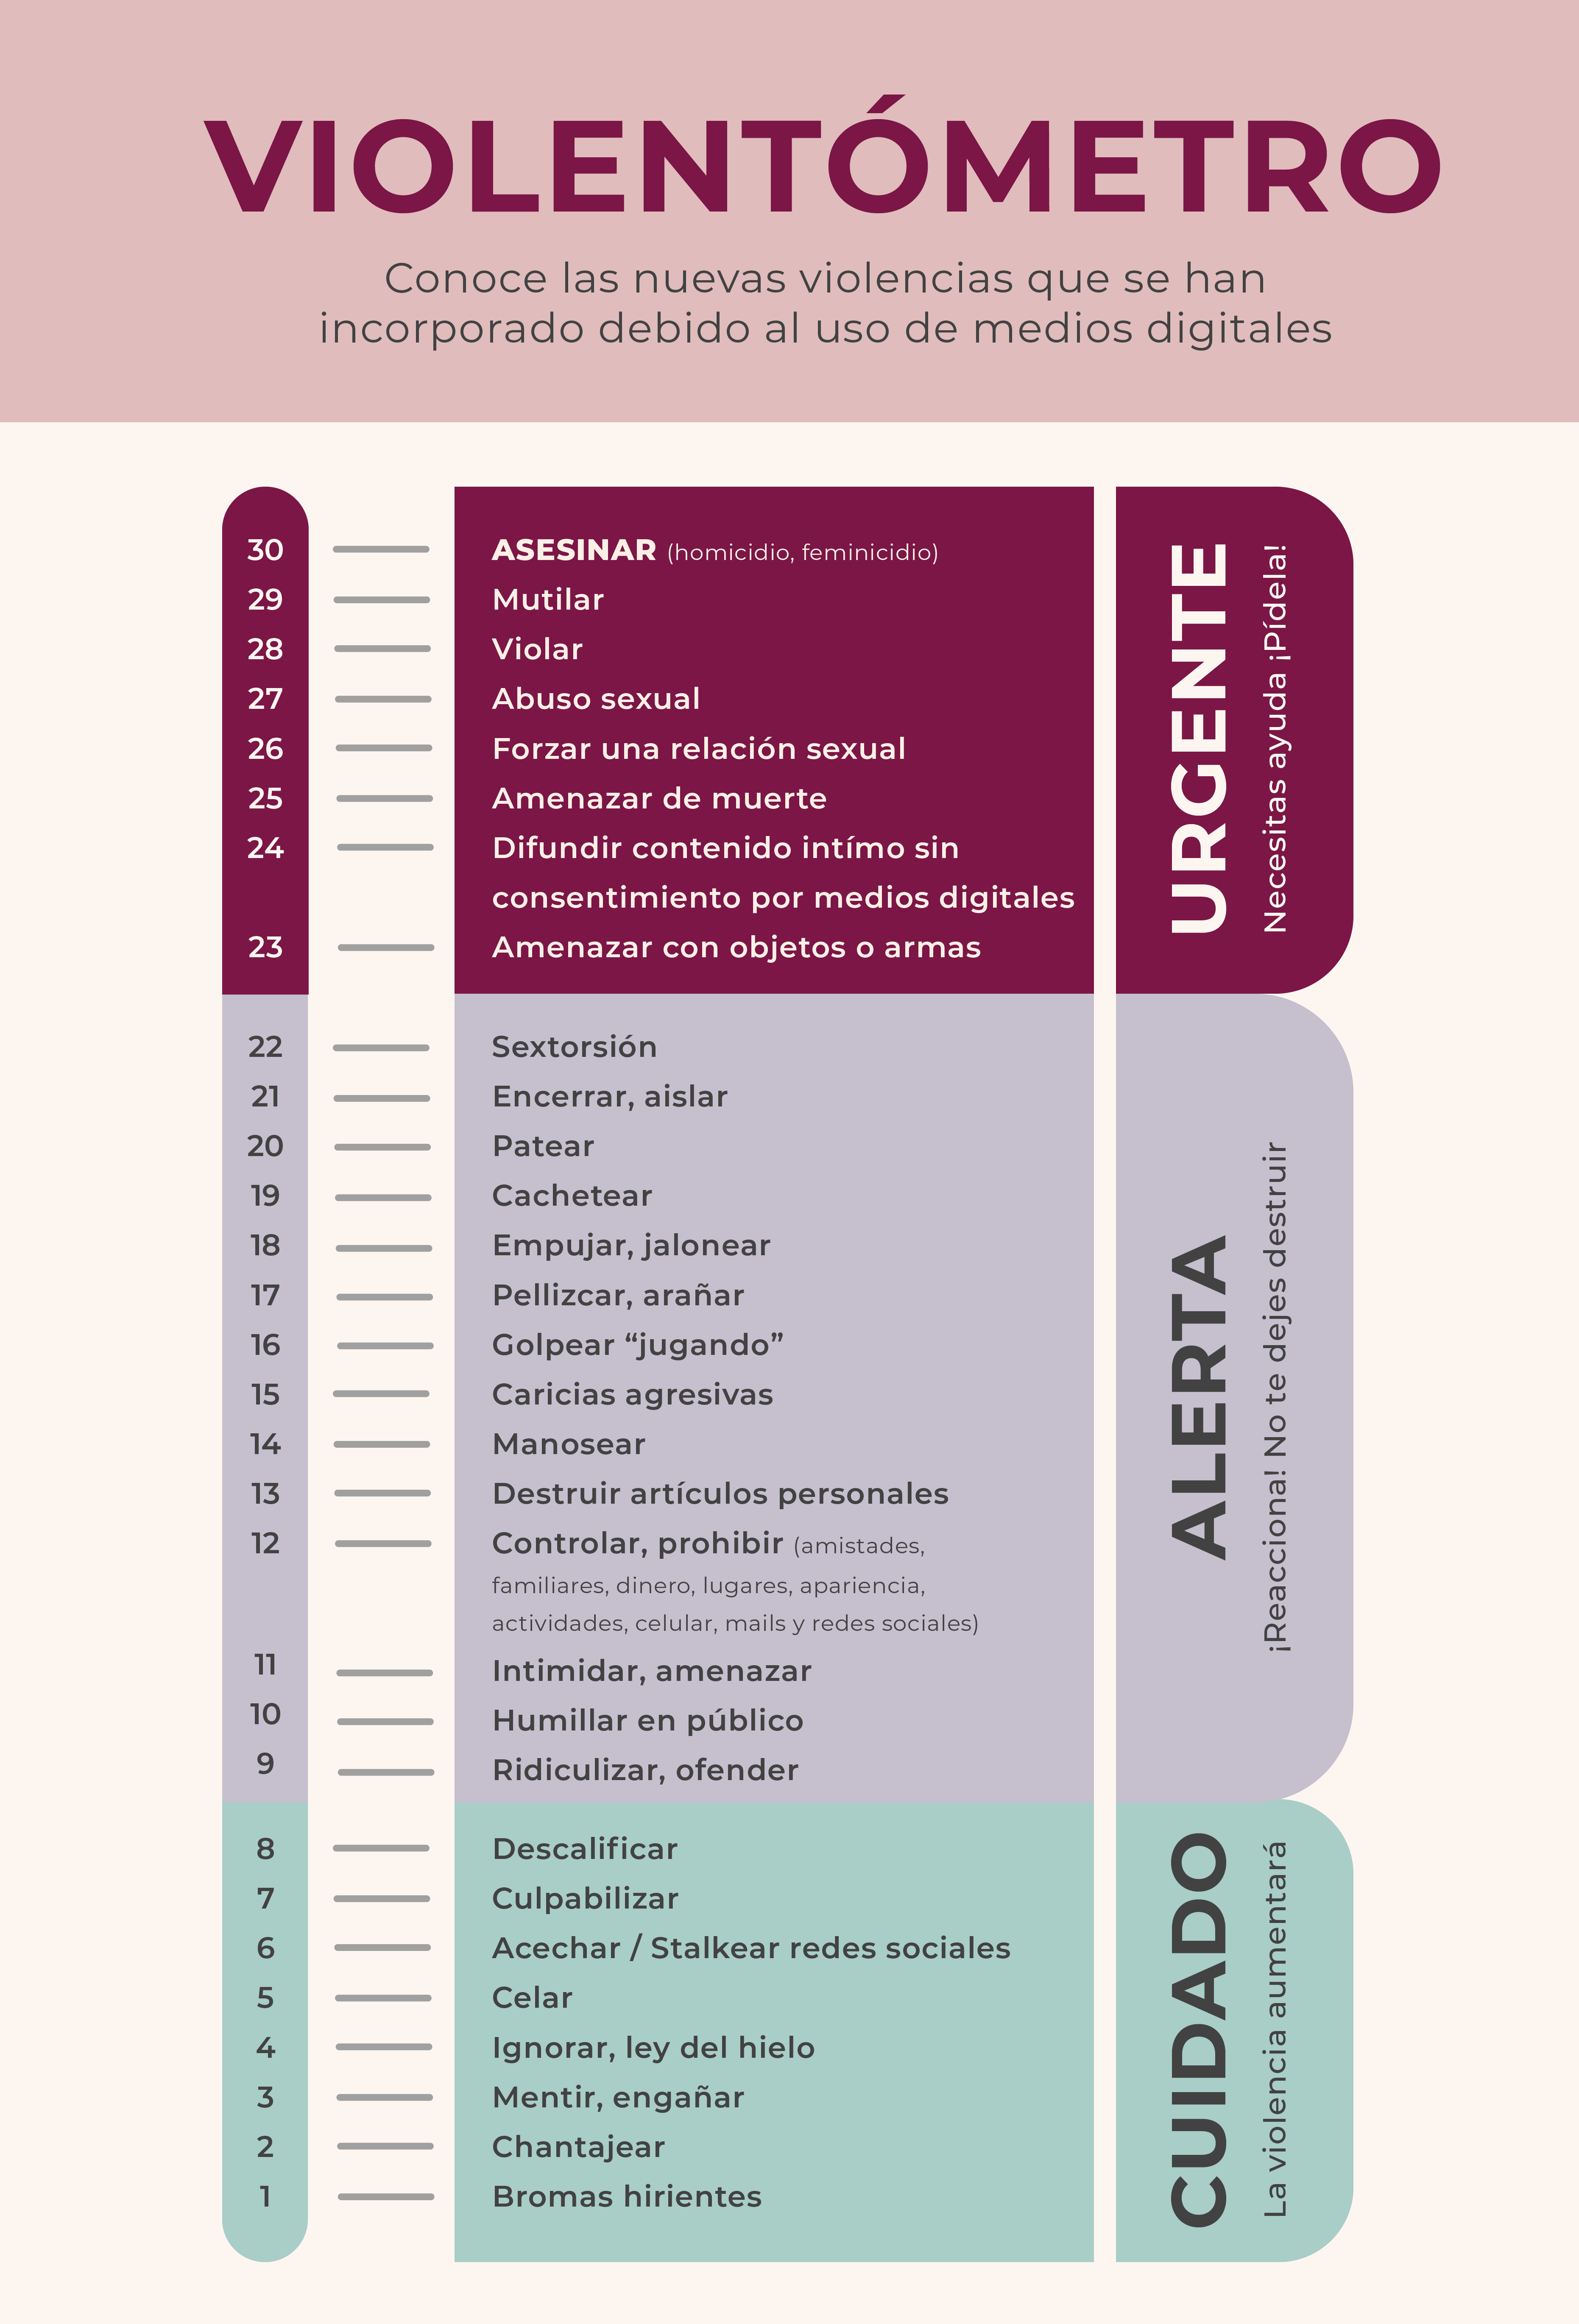 VIOLENTÓMETRO
Conoce las nuevas violencias que se han
incorporado debido al uso de medios digitales
30 ASESINAR (homicidio, feminicidio)
29 Mutilar
28 Violar
27 Abuso sexual
26 Forzar una relación sexual
25 Amenazar de muerte
24 Difundir contenido intímo sin
consentimiento por medios digitales
23 Amenazar con objetos o armas
URGENTE
Necesitas ayuda ¡Pídela!
22 Sextorsión
21 Encerrar, aislar
20 Patear
19 Cachetear
18 Empujar, jalonear
17 Pellizcar, arañar
16 Golpear “jugando”
15 Caricias agresivas
14 Manosear
13 Destruir artículos personales
12 Controlar, prohibir (amistades,
familiares, dinero, lugares, apariencia,
actividades, celular, mails y redes sociales)
11 Intimidar, amenazar
10 Humillar en público
9 Ridiculizar, ofender
ALERTA
¡Reacciona! No te dejes destruir
8 Descalificar
7 Culpabilizar
6 Acechar / Stalkear redes sociales
5 Celar
4 Ignorar, ley del hielo
3 Mentir, engañar
2 Chantajear
1 Bromas hirientes
CUIDADO
La violencia aumentará